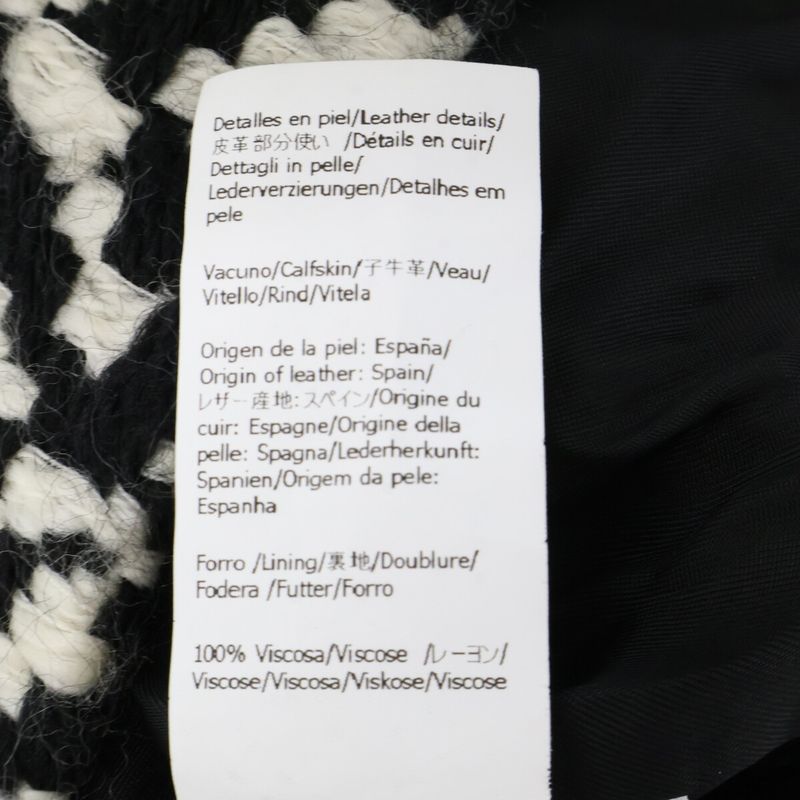 Detalles en piel/Leather details/
皮革部分使い /Détails en cuir/
Dettagli in pelle/
Lederverzierungen/Detalhes em
pele
Vacuno/Calfskin/子牛革/Veau/
Vitello/Rind/Vitela
Origen de la piel: España/
Origin of leather: Spain/
レザー産地:スペイン/Origine du
cuir: Espagne/Origine della
pelle: Spagna/Lederherkunft:
Spanien/Origem da pele:
Espanha
Forro /Lining/裏地/Doublure/
Fodera /Futter/Forro
100% Viscosa/Viscose /レーヨン/
Viscose/Viscosa/Viskose/Viscose